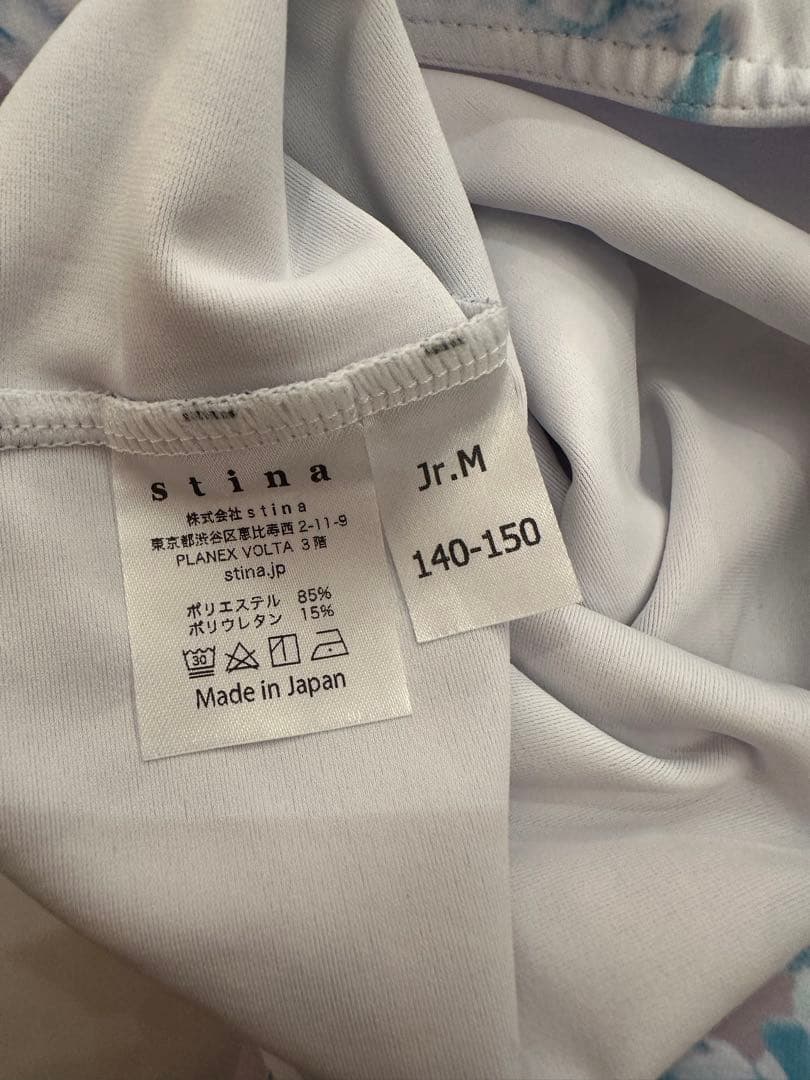 stina
株式会社stina
東京都渋谷区恵比寿西2-11-9
PLANEX VOLTA 3階
stina.jp
ポリエステル 85%
ポリウレタン 15%
30
Made in Japan
Jr.M
140-150